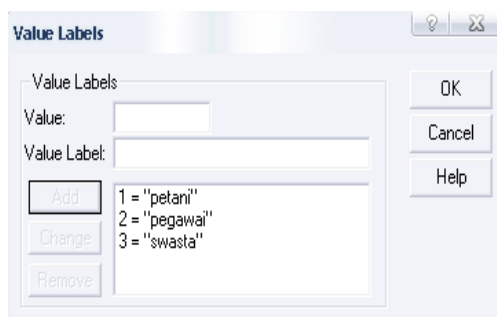 Value Labels
Value Labels
Value:
Value Label:
Add
Change
Remove
1 = "petani"
2 = "pegawai"
3 = "swasta"
OK
Cancel
Help